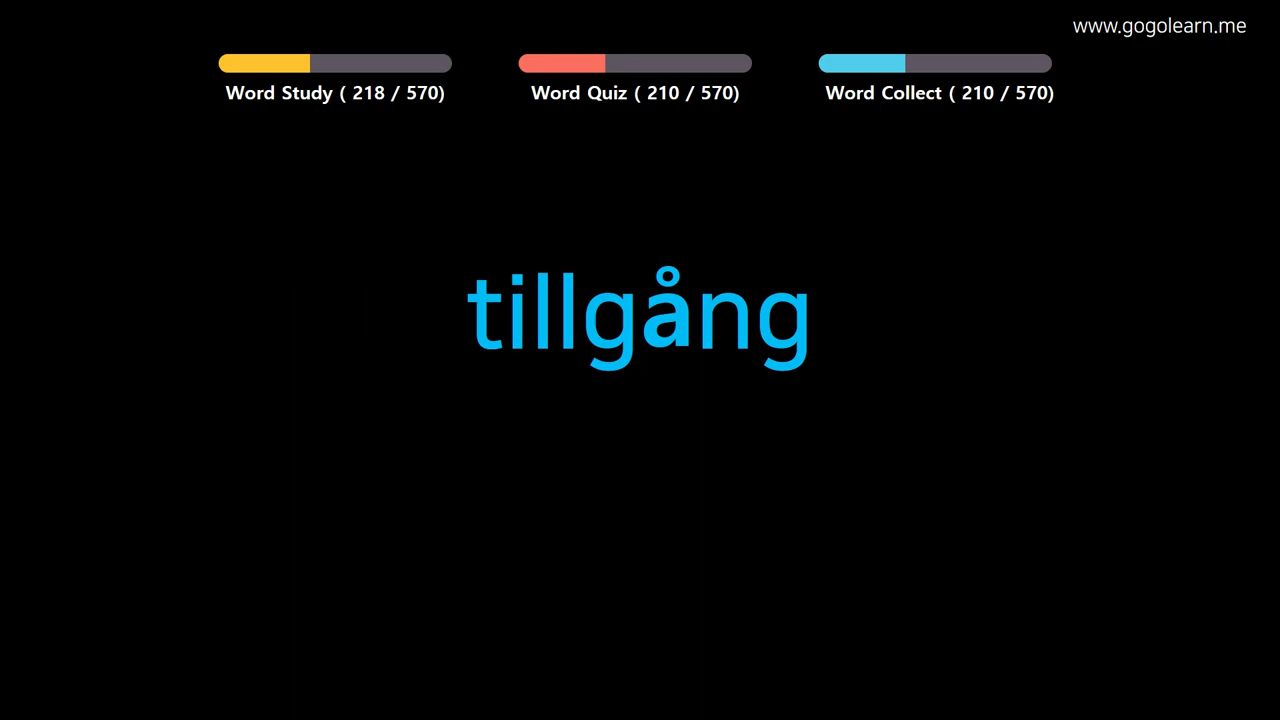 www.gogolearn.me
Word Study ( 218 / 570)
Word Quiz ( 210 / 570)
Word Collect ( 210 / 570)
tillgång